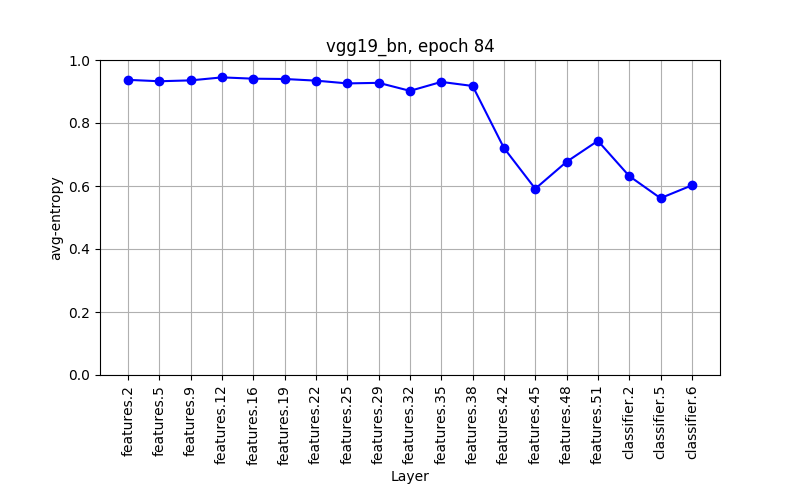 vgg19_bn, epoch 84
1.0
0.8
0.6
0.4
0.2
0.0
avg-entropy
features.2
features.5
features.9
features.12
features.16
features.19
features.22
features.25
features.29
features.32
features.35
features.38
features.42
features.45
features.48
features.51
classifier.2
classifier.5
classifier.6
Layer